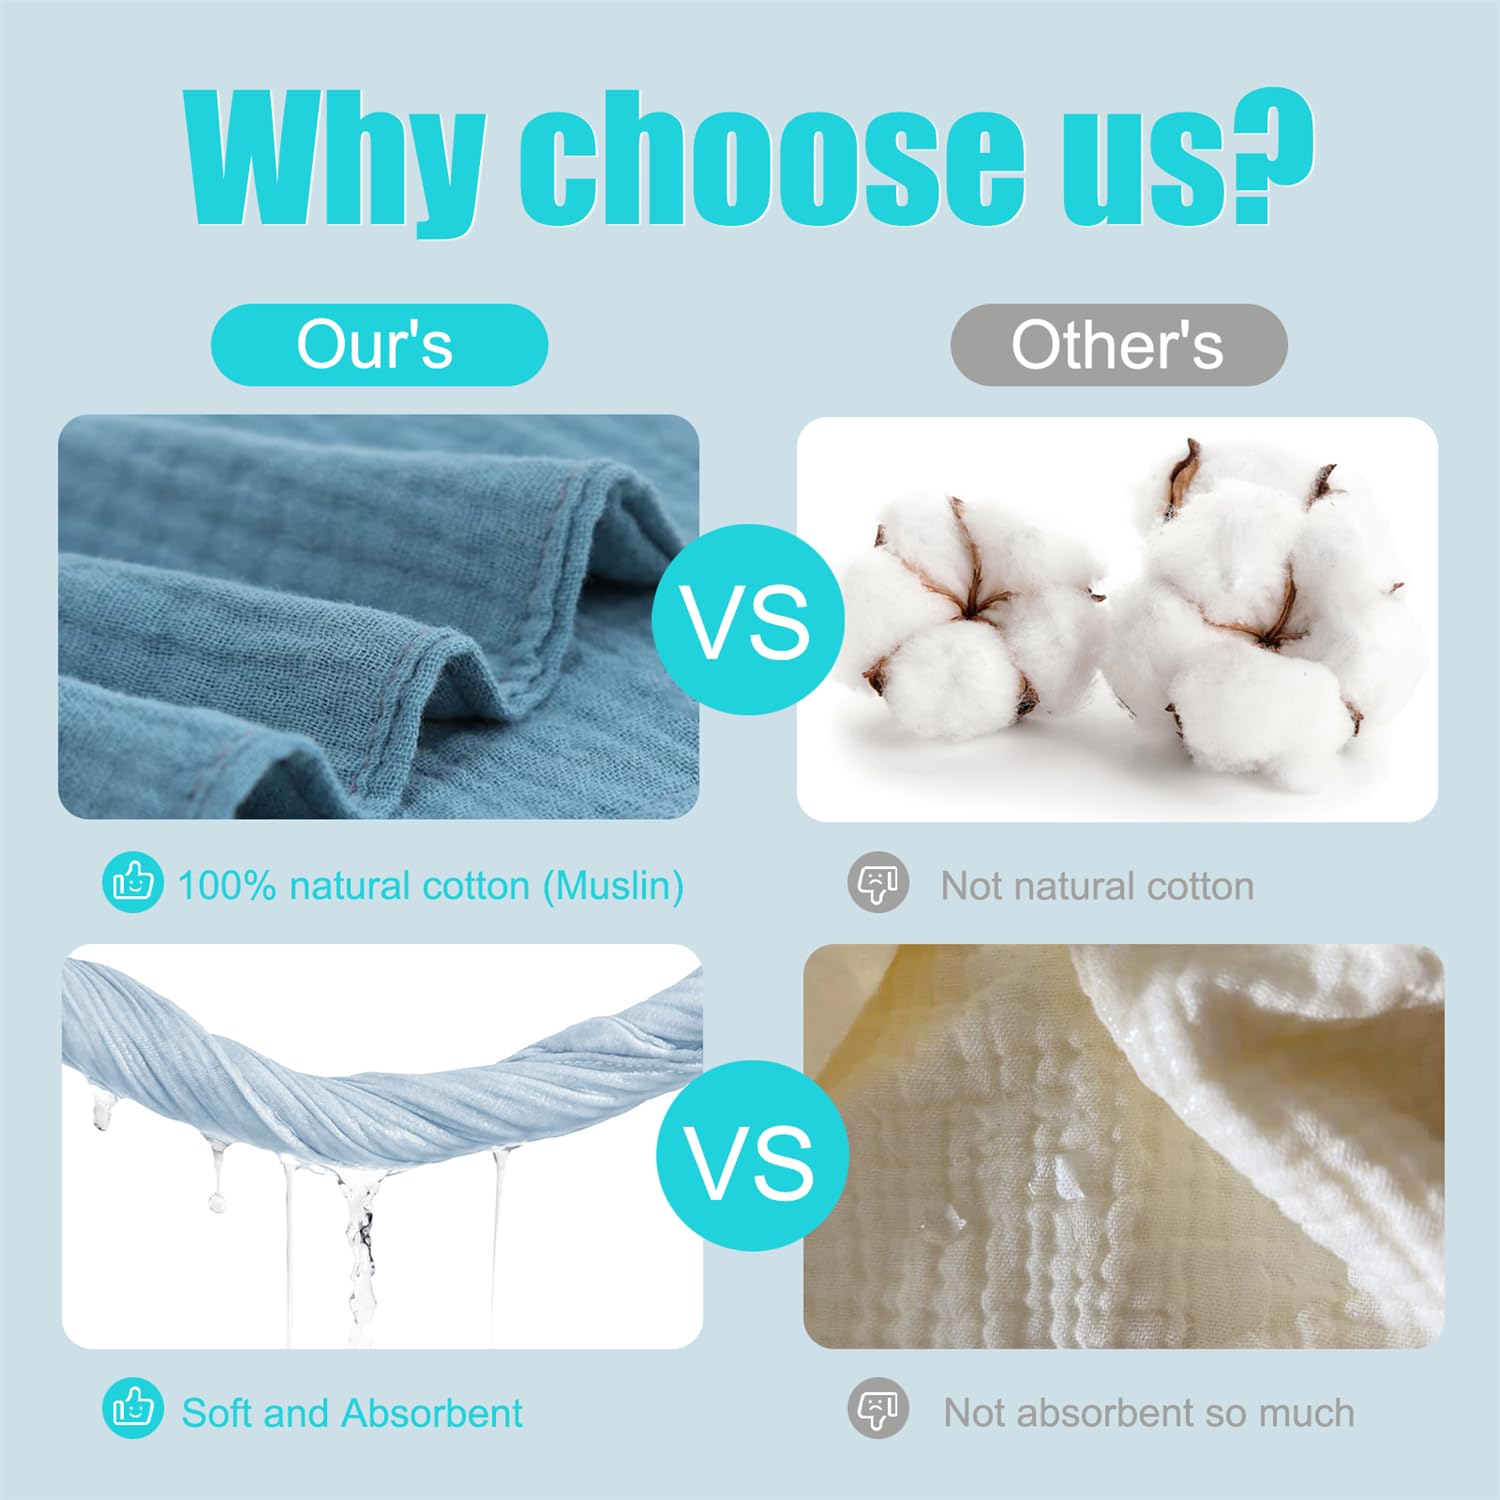 Why choose us?
Our's
Other's
VS
100% natural cotton (Muslin)
Not natural cotton
VS
Soft and Absorbent
Not absorbent so much